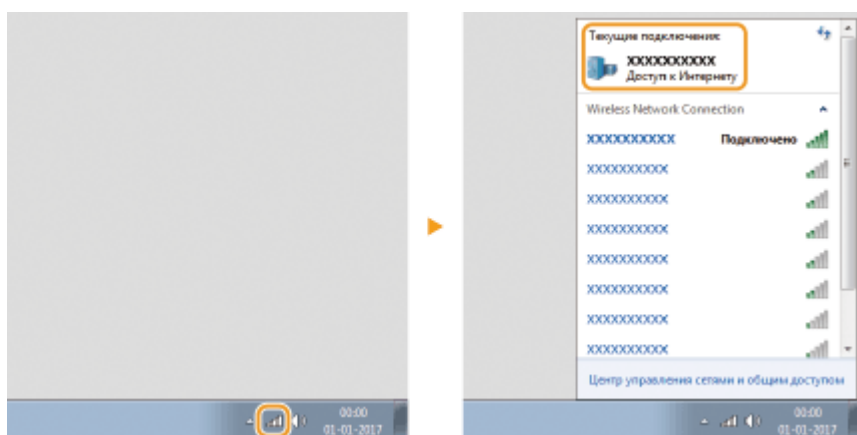 00:00
01-01-2017
Текущие подключения:
XXXXXXXXXX
Доступ к Интернету
Wireless Network Connection
XXXXXXXXXX Подключено
XXXXXXXXXX
XXXXXXXXXX
XXXXXXXXXX
XXXXXXXXXX
XXXXXXXXXX
XXXXXXXXXX
XXXXXXXXXX
Центр управления сетями и общим доступом
00:00
01-01-2017